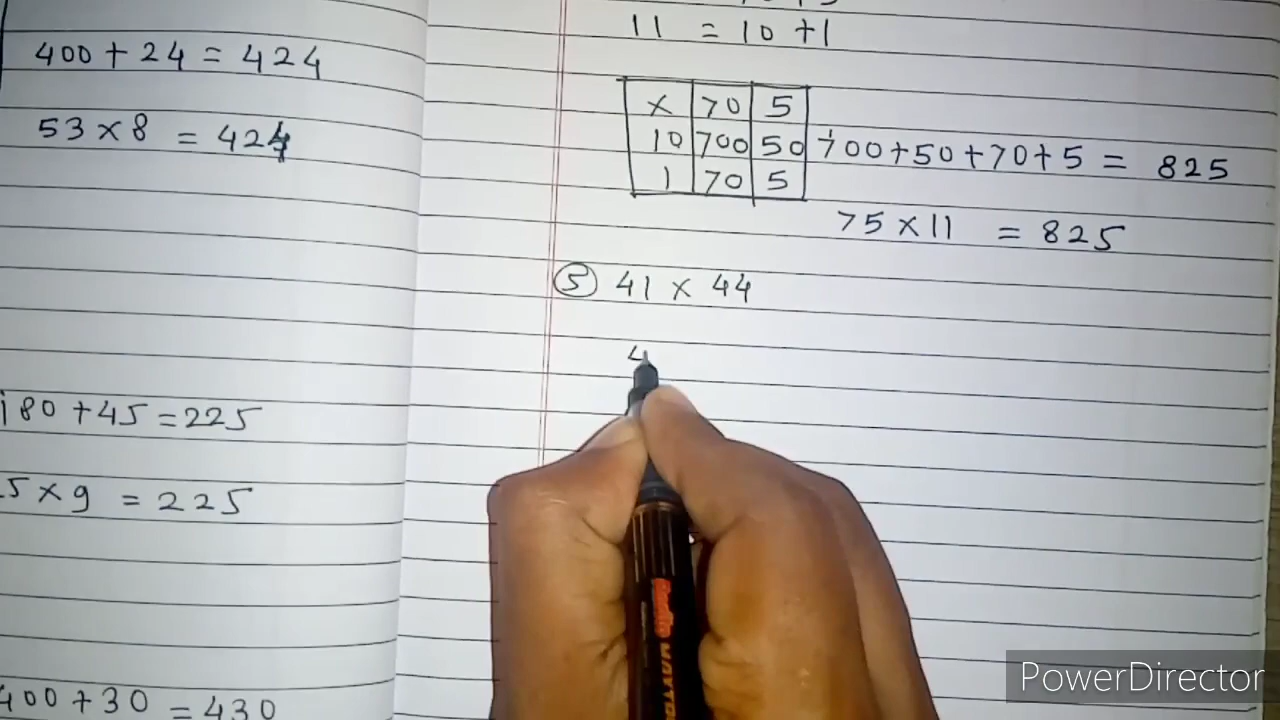 400 + 24 = 424
53 × 8 = 424
180 + 45 = 225
5 × 9 = 225
400 + 30 = 430
11 = 10 + 1
× 70 5
10 700 50 700 + 50 + 70 + 5 = 825
1 70 5
75 × 11 = 825
5 41 × 44
4
PowerDirector